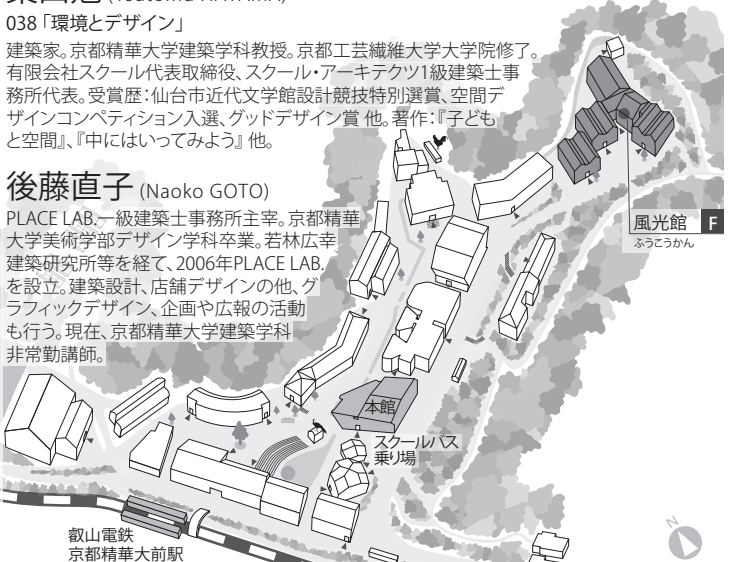 038「環境とデザイン」
建築家。京都精華大学建築学科教授。京都工芸繊維大学大学院修了。
有限会社スクール代表取締役、スクール・アーキテクツ1級建築士事
務所代表。受賞歴：仙台市近代文学館設計競技特別選賞、空間デ
ザインコンペティション入選、グッドデザイン賞 他。著作：『子ども
と空間』、『中にはいってみよう』 他。
後藤直子 (Naoko GOTO)
PLACE LAB.一級建築士事務所主宰。京都精華
大学美術学部デザイン学科卒業。若林広幸
建築研究所等を経て、2006年PLACE LAB.
を設立。建築設計、店舗デザインの他、グ
ラフィックデザイン、企画や広報の活動
も行う。現在、京都精華大学建築学科
非常勤講師。
風光館 F
ふうこうかん
本館
スクールバス
乗り場
叡山電鉄
京都精華大前駅
N